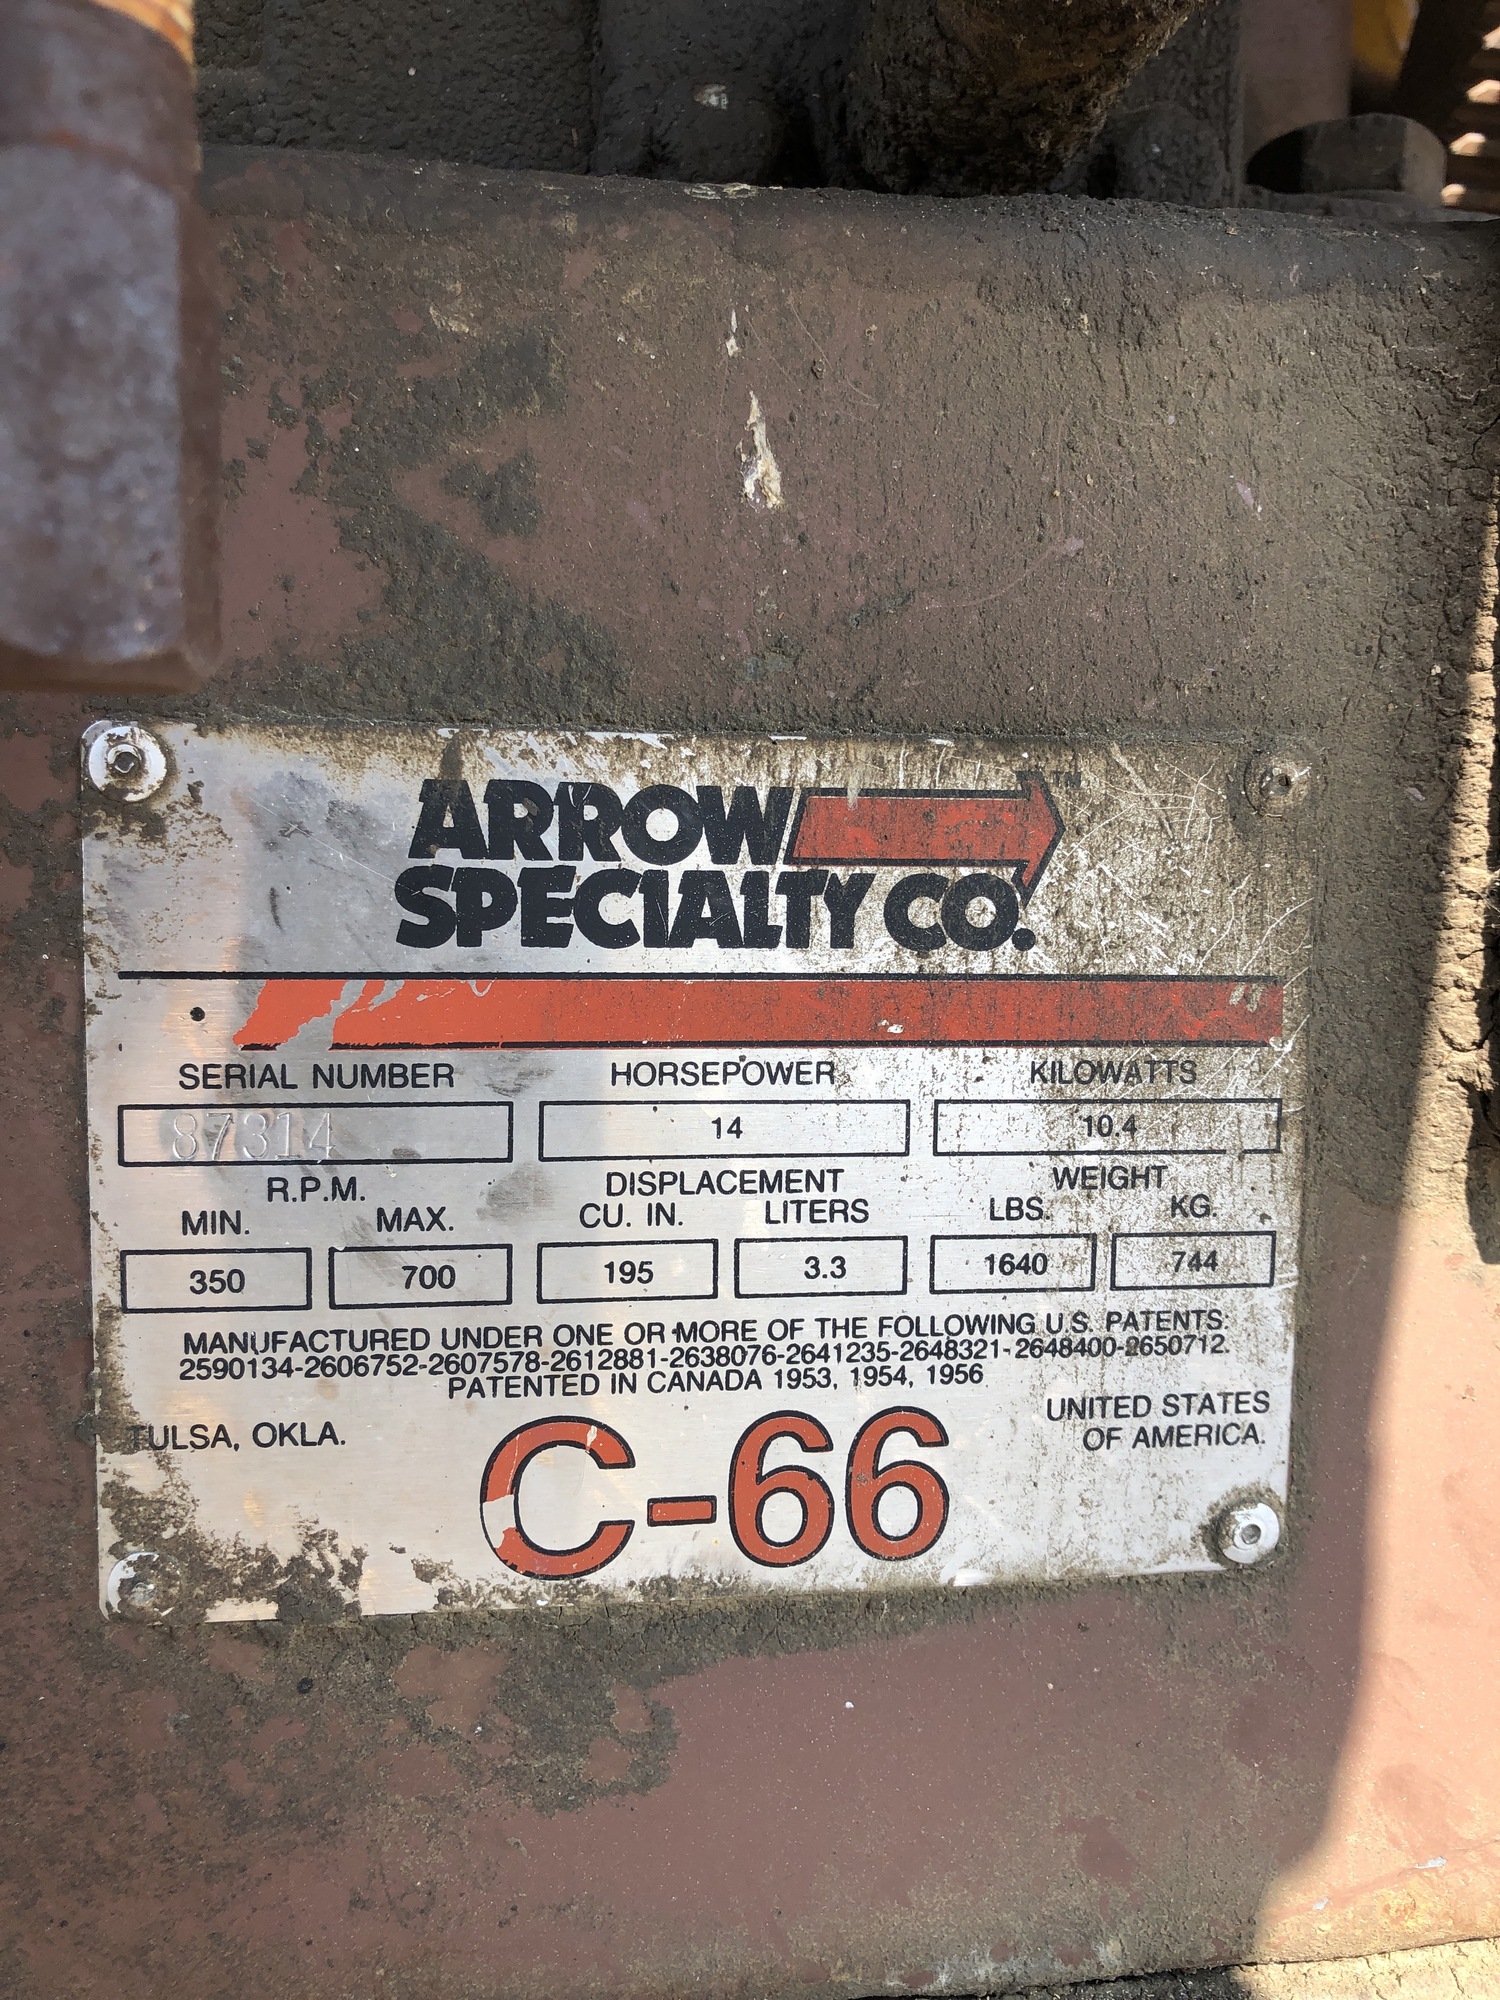 ARROW TM
SPECIALTY CO.
SERIAL NUMBER HORSEPOWER KILOWATTS
87314 14 10.4
R.P.M. DISPLACEMENT WEIGHT
MIN. MAX. CU. IN. LITERS LBS. KG.
350 700 195 3.3 1640 744
MANUFACTURED UNDER ONE OR MORE OF THE FOLLOWING U.S. PATENTS:
2590134-2606752-2607578-2612881-2638076-2641235-2648321-2648400-2650712.
PATENTED IN CANADA 1953, 1954, 1956
TULSA, OKLA. C-66 UNITED STATES
OF AMERICA.